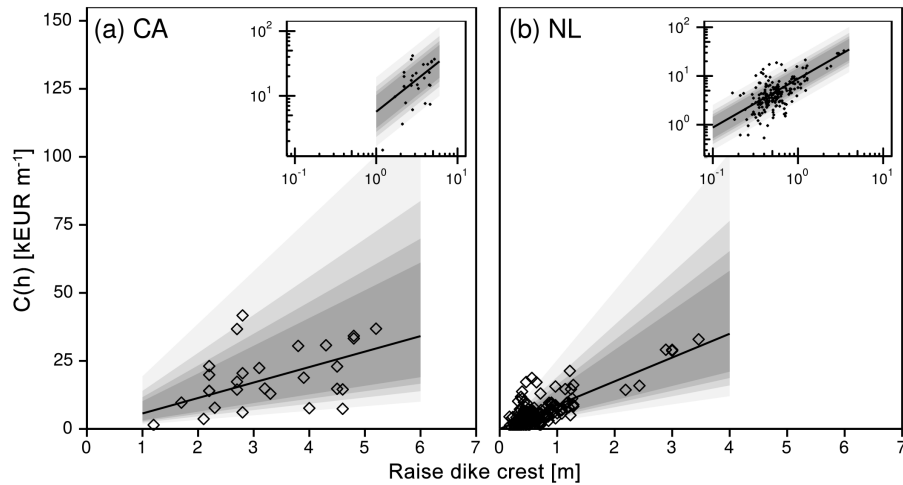 (a) CA
(b) NL
C(h) [kEUR m⁻¹]
150
125
100
75
50
25
0
0 1 2 3 4 5 6 7
0 1 2 3 4 5 6 7
Raise dike crest [m]
10²
10¹
10⁻¹ 10⁰ 10¹
10²
10¹
10⁰
10⁻¹ 10⁰ 10¹